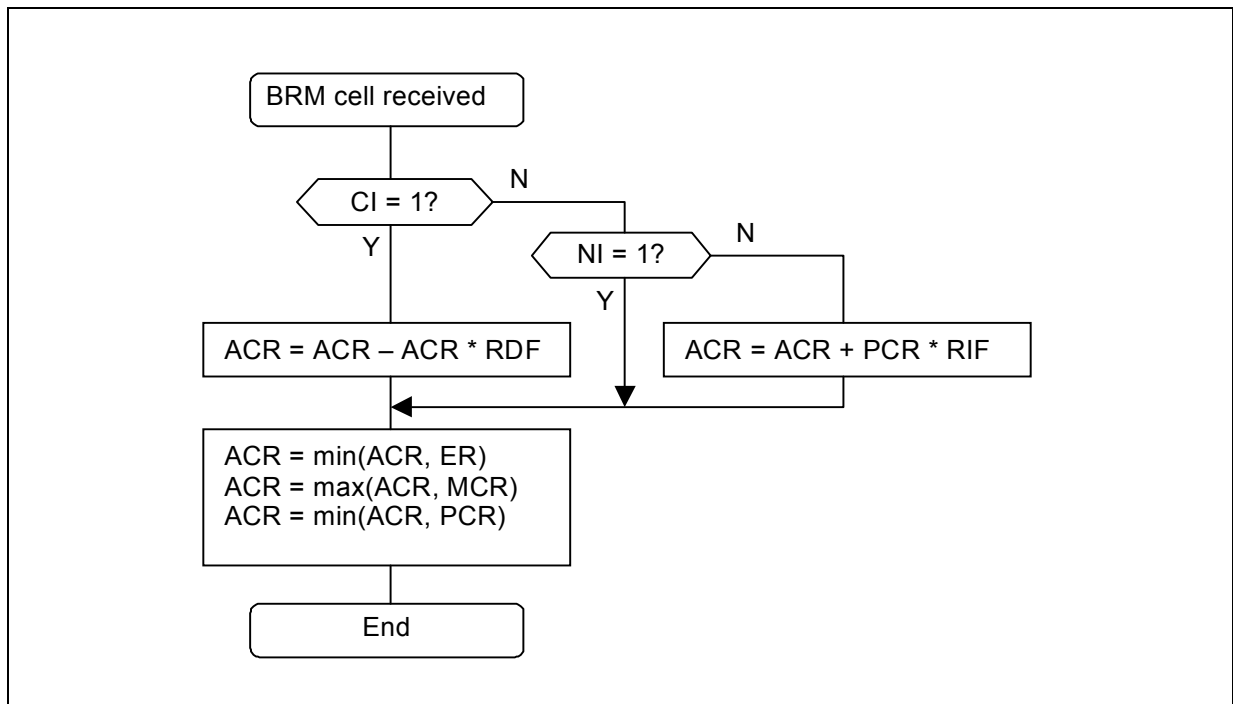 BRM cell received
CI = 1?
N
Y
NI = 1?
N
Y
ACR = ACR – ACR * RDF
ACR = ACR + PCR * RIF
ACR = min(ACR, ER)
ACR = max(ACR, MCR)
ACR = min(ACR, PCR)
End